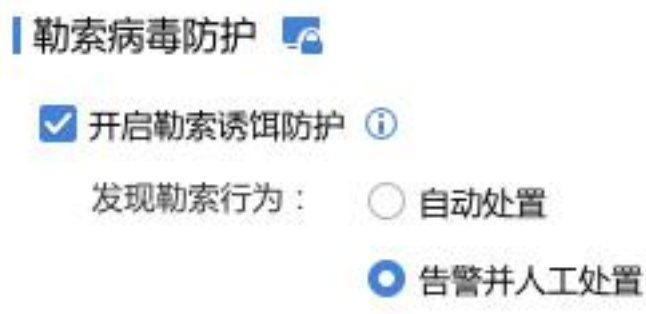 勒索病毒防护
开启勒索诱饵防护
发现勒索行为： 自动处置
告警并人工处置